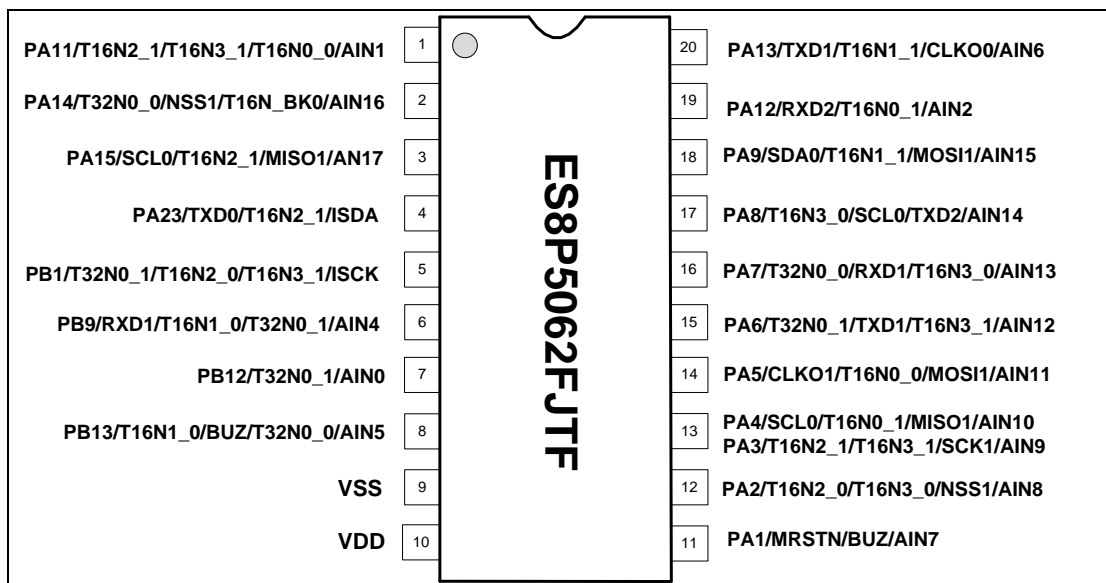 PA11/T16N2_1/T16N3_1/T16N0_0/AIN1
1
PA14/T32N0_0/NSS1/T16N_BK0/AIN16
2
PA15/SCL0/T16N2_1/MISO1/AN17
3
PA23/TXD0/T16N2_1/ISDA
4
PB1/T32N0_1/T16N2_0/T16N3_1/ISCK
5
PB9/RXD1/T16N1_0/T32N0_1/AIN4
6
PB12/T32N0_1/AIN0
7
PB13/T16N1_0/BUZ/T32N0_0/AIN5
8
VSS
9
VDD
10
ES8P5062FJTF
20
PA13/TXD1/T16N1_1/CLKO0/AIN6
19
PA12/RXD2/T16N0_1/AIN2
18
PA9/SDA0/T16N1_1/MOSI1/AIN15
17
PA8/T16N3_0/SCL0/TXD2/AIN14
16
PA7/T32N0_0/RXD1/T16N3_0/AIN13
15
PA6/T32N0_1/TXD1/T16N3_1/AIN12
14
PA5/CLKO1/T16N0_0/MOSI1/AIN11
13
PA4/SCL0/T16N0_1/MISO1/AIN10
PA3/T16N2_1/T16N3_1/SCK1/AIN9
12
PA2/T16N2_0/T16N3_0/NSS1/AIN8
11
PA1/MRSTN/BUZ/AIN7